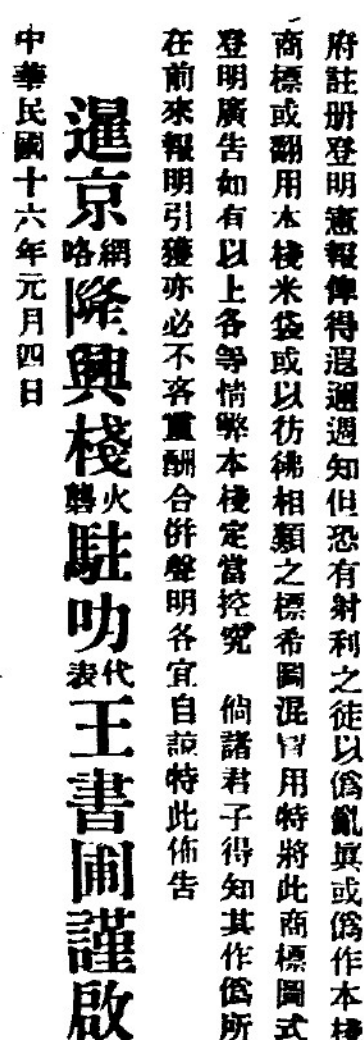 府註册登明憲報俾得遐邇週知但恐有射利之徒以偽亂真或偽作本棧
商標或翻用本棧米袋或以彷彿相類之標希圖混冒用特將此商標圖式
登明廣告如有以上各等情弊本棧定當控究　倘諸君子得知其作偽所
在前來報明引獲亦必不吝重酬合併聲明各宜自諒特此佈告
暹京網略隆興棧火礱駐叻代表王書圃謹啟
中華民國十六年元月四日